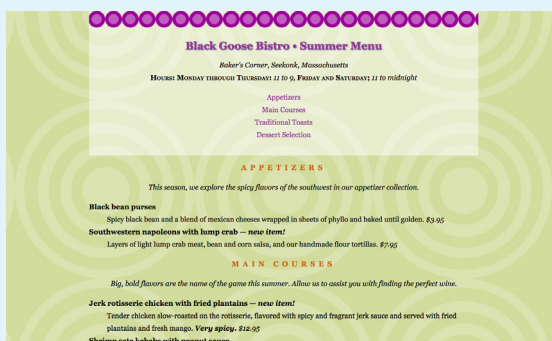 Black Goose Bistro • Summer Menu
Baker's Corner, Seekonk, Massachusetts
Hours: Monday through Thursday: 11 to 9, Friday and Saturday; 11 to midnight
Appetizers
Main Courses
Traditional Toasts
Dessert Selection
APPETIZERS
This season, we explore the spicy flavors of the southwest in our appetizer collection.
Black bean purses
Spicy black bean and a blend of mexican cheeses wrapped in sheets of phyllo and baked until golden. $3.95
Southwestern napoleons with lump crab — new item!
Layers of light lump crab meat, bean and corn salsa, and our handmade flour tortillas. $7.95
MAIN COURSES
Big, bold flavors are the name of the game this summer. Allow us to assist you with finding the perfect wine.
Jerk rotisserie chicken with fried plantains — new item!
Tender chicken slow-roasted on the rotisserie, flavored with spicy and fragrant jerk sauce and served with fried
plantains and fresh mango. Very spicy. $12.95
Shrimp sate kebabs with peanut sauce